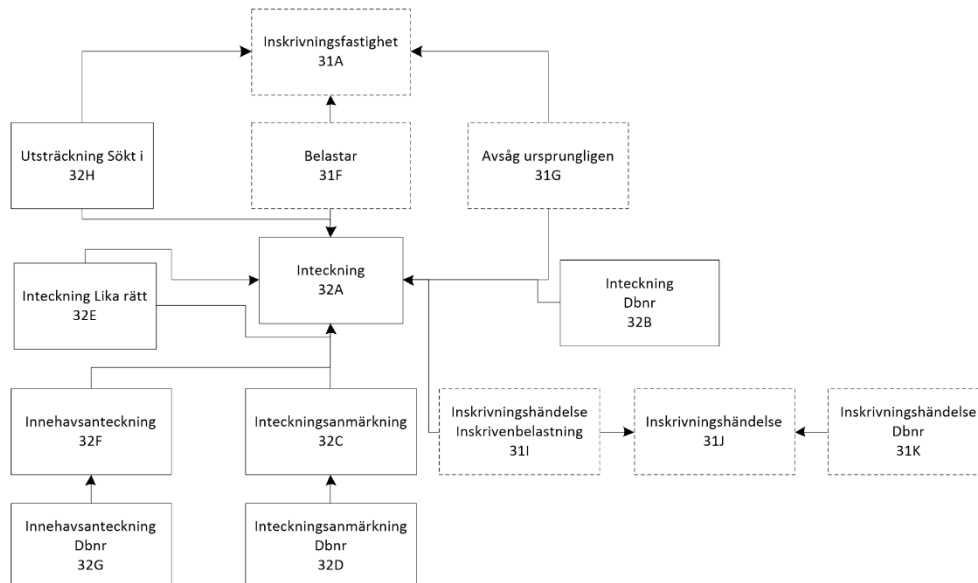 Inskrivningsfastighet
31A
Utsträckning Sökt i
32H
Belastar
31F
Avsåg ursprungligen
31G
Inteckning
32A
Inteckning
Dbnr
32B
Inteckning Lika rätt
32E
Innehavsanteckning
32F
Inteckningsanmärkning
32C
Inskrivningshändelse
Inskrivenbelastning
31I
Inskrivningshändelse
31J
Inskrivningshändelse
Dbnr
31K
Innehavsanteckning
Dbnr
32G
Inteckningsanmärkning
Dbnr
32D